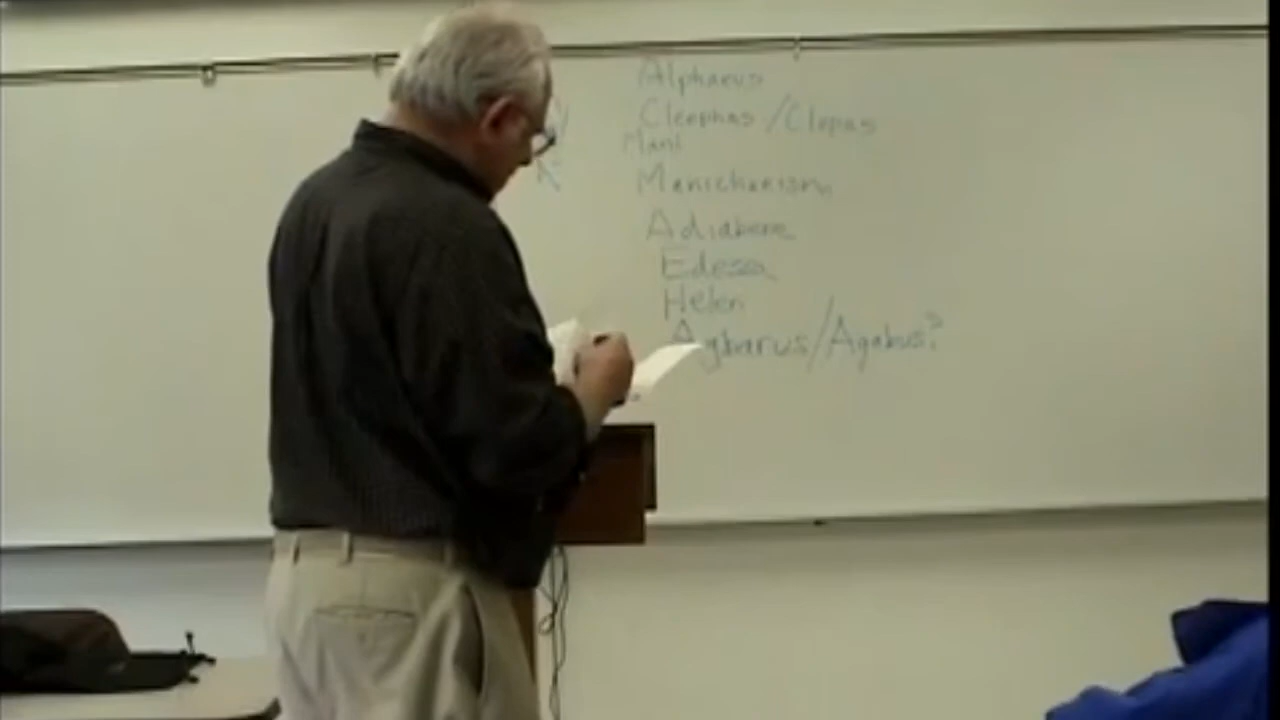 Alphaeus
Cleophas/Clopas
Mani
Manichaeism
Adiabene
Edessa
Helen
Agbarus/Agabus?